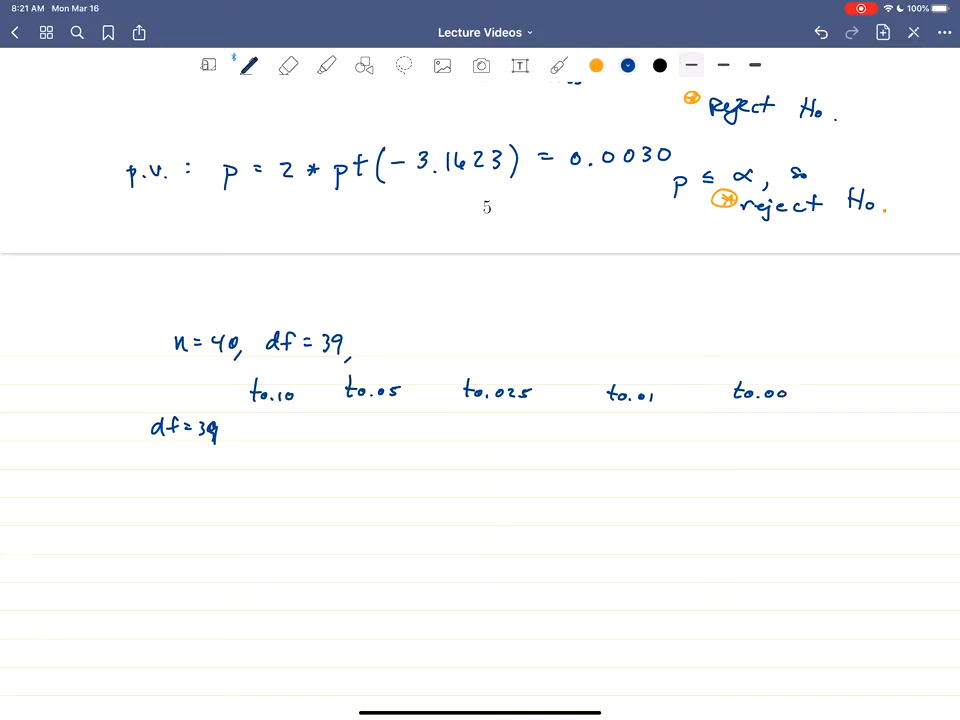 8:21 AM Mon Mar 16
100%
Lecture Videos
T
Reject Ho.
p.v. : p = 2 * pt(-3.1623) = 0.0030
p ≤ α, so
* reject Ho.
5
n = 40, df = 39,
t0.10 t0.05 t0.025 t0.01 t0.00
df = 39